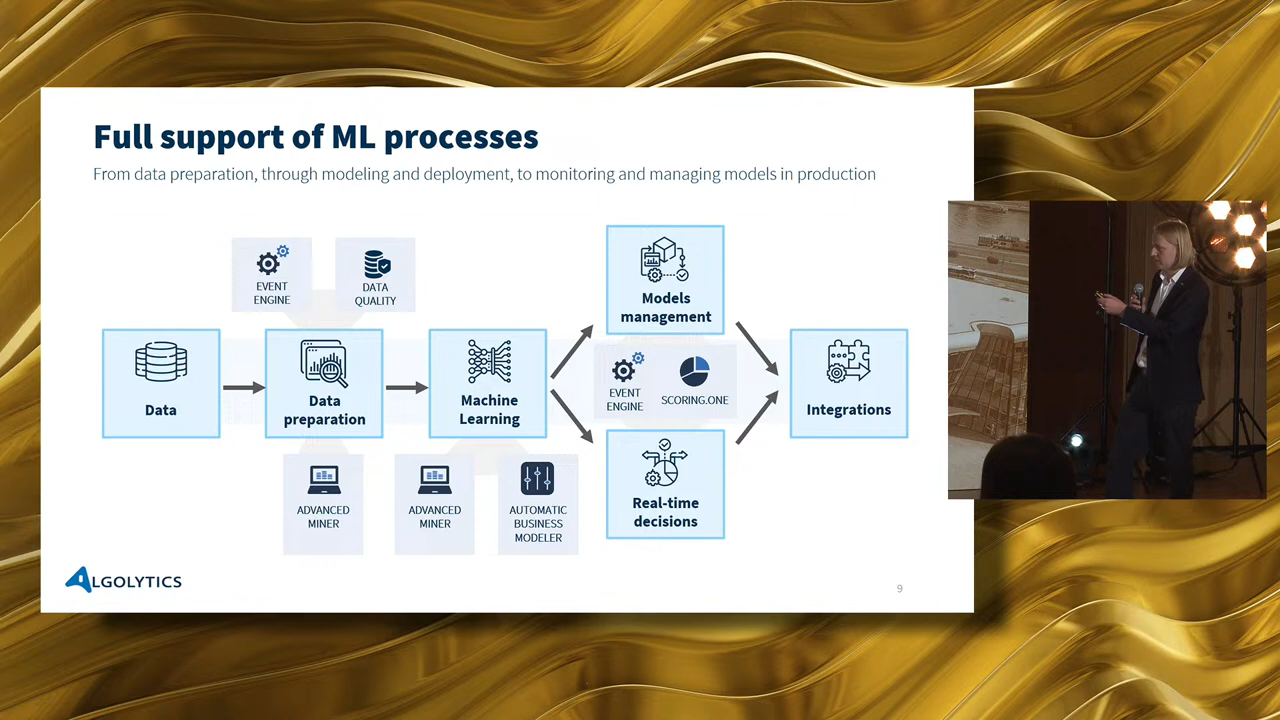 Full support of ML processes
From data preparation, through modeling and deployment, to monitoring and managing models in production
EVENT
ENGINE
DATA
QUALITY
Data
Data
preparation
Machine
Learning
Models
management
EVENT
ENGINE
SCORING.ONE
Real-time
decisions
Integrations
ADVANCED
MINER
ADVANCED
MINER
AUTOMATIC
BUSINESS
MODELER
ALGOLYTICS
9